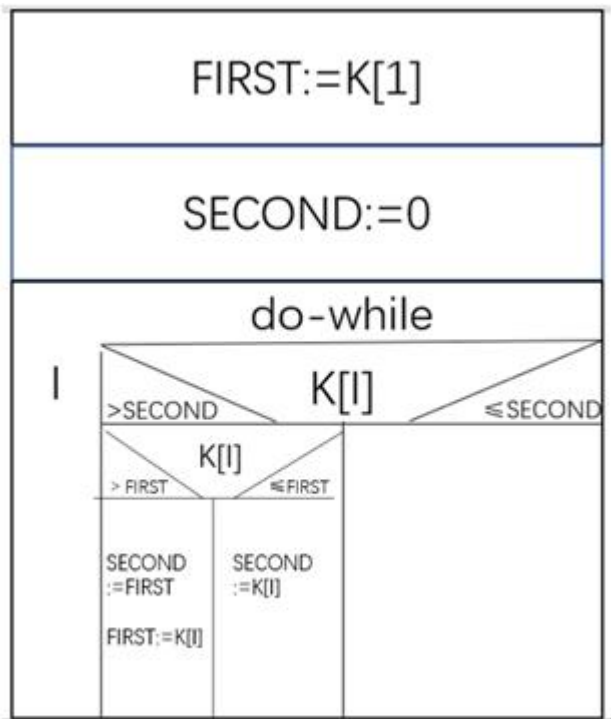 FIRST:=K[1]
SECOND:=0
do-while
I
K[I]
>SECOND
≤SECOND
K[I]
> FIRST
≤FIRST
SECOND
:=FIRST
FIRST:=K[I]
SECOND
:=K[I]